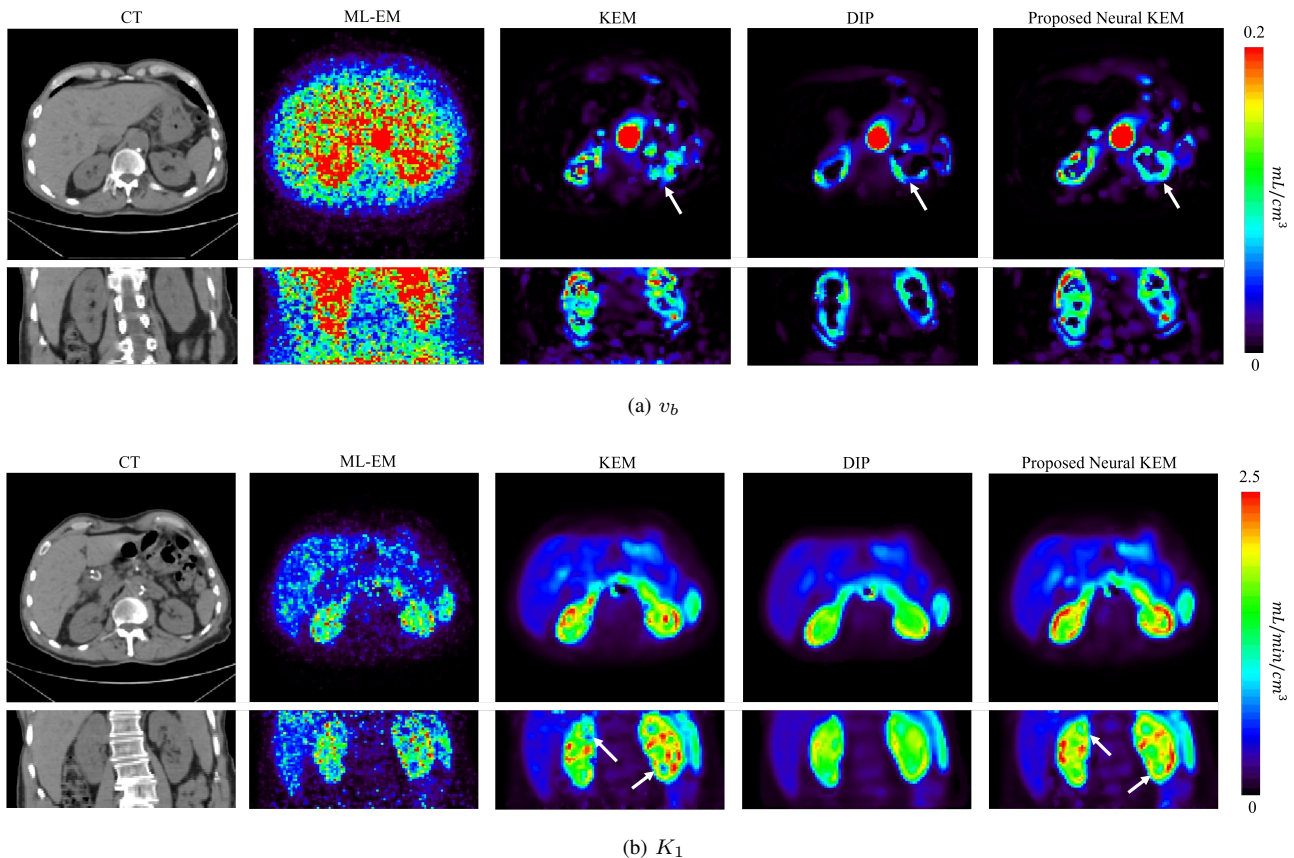 CT ML-EM KEM DIP Proposed Neural KEM
0.2
mL/cm³
0
(a) v_b
CT ML-EM KEM DIP Proposed Neural KEM
2.5
mL/min/cm³
0
(b) K₁